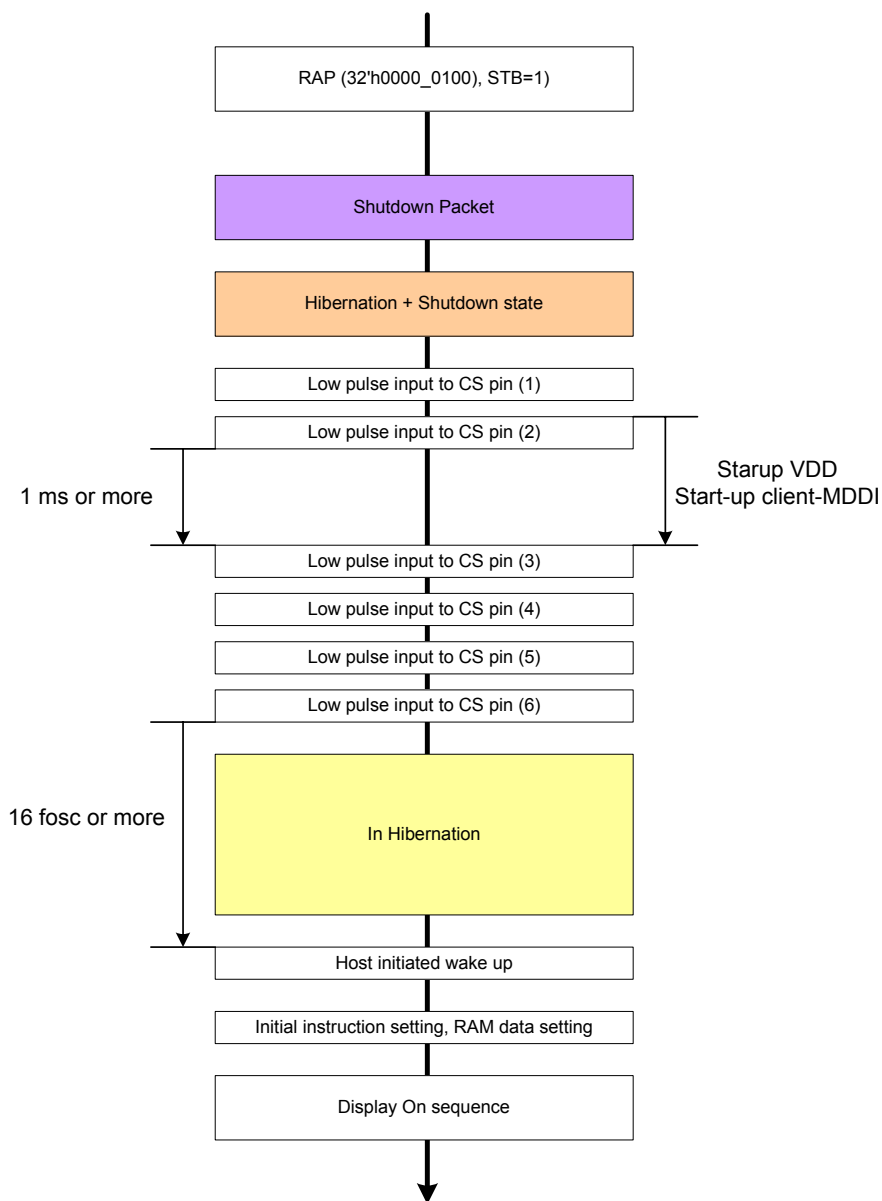 RAP (32'h0000_0100), STB=1)
Shutdown Packet
Hibernation + Shutdown state
Low pulse input to CS pin (1)
Low pulse input to CS pin (2)
1 ms or more
Starup VDD
Start-up client-MDDI
Low pulse input to CS pin (3)
Low pulse input to CS pin (4)
Low pulse input to CS pin (5)
Low pulse input to CS pin (6)
16 fosc or more
In Hibernation
Host initiated wake up
Initial instruction setting, RAM data setting
Display On sequence